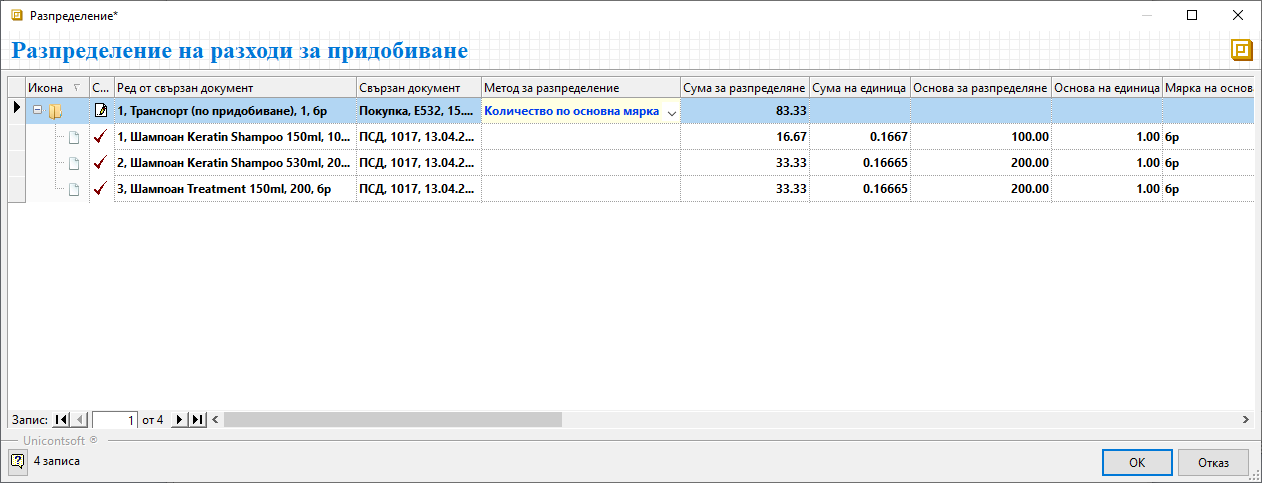 Разпределение*
Разпределение на разходи за придобиване
Икона С... Ред от свързан документ Свързан документ Метод за разпределение Сума за разпределяне Сума на единица Основа за разпределяне Основа на единица Мярка на основа
1, Транспорт (по придобиване), 1, бр Покупка, E532, 15.... Количество по основна мярка 83.33
1, Шампоан Keratin Shampoo 150ml, 10... ПСД, 1017, 13.04.2... 16.67 0.1667 100.00 1.00 бр
2, Шампоан Keratin Shampoo 530ml, 20... ПСД, 1017, 13.04.2... 33.33 0.16665 200.00 1.00 бр
3, Шампоан Treatment 150ml, 200, бр ПСД, 1017, 13.04.2... 33.33 0.16665 200.00 1.00 бр
Запис: 1 от 4
Unicontsoft ®
4 записа
OK Отказ